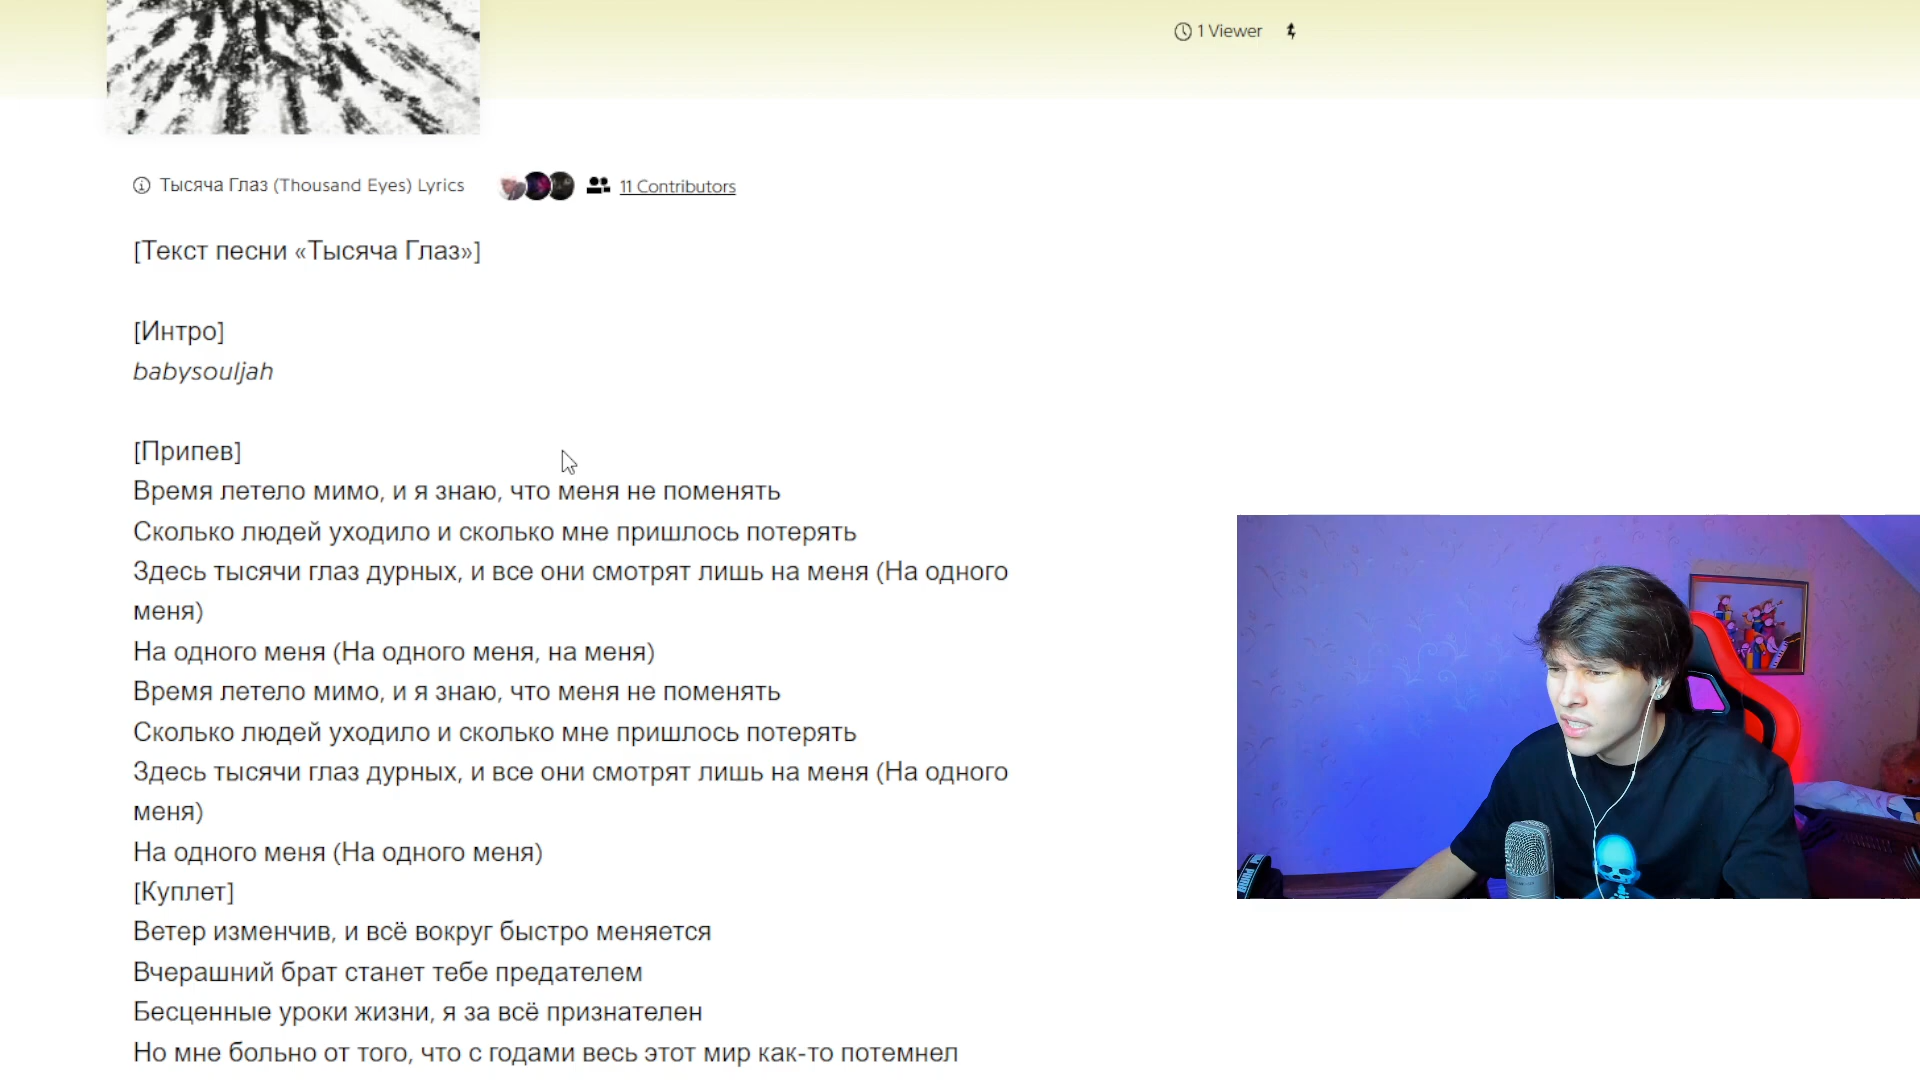 1 Viewer
Тысяча Глаз (Thousand Eyes) Lyrics
11 Contributors
[Текст песни «Тысяча Глаз»]
[Интро]
babysouljah
[Припев]
Время летело мимо, и я знаю, что меня не поменять
Сколько людей уходило и сколько мне пришлось потерять
Здесь тысячи глаз дурных, и все они смотрят лишь на меня (На одного
меня)
На одного меня (На одного меня, на меня)
Время летело мимо, и я знаю, что меня не поменять
Сколько людей уходило и сколько мне пришлось потерять
Здесь тысячи глаз дурных, и все они смотрят лишь на меня (На одного
меня)
На одного меня (На одного меня)
[Куплет]
Ветер изменчив, и всё вокруг быстро меняется
Вчерашний брат станет тебе предателем
Бесценные уроки жизни, я за всё признателен
Но мне больно от того, что с годами весь этот мир как-то потемнел